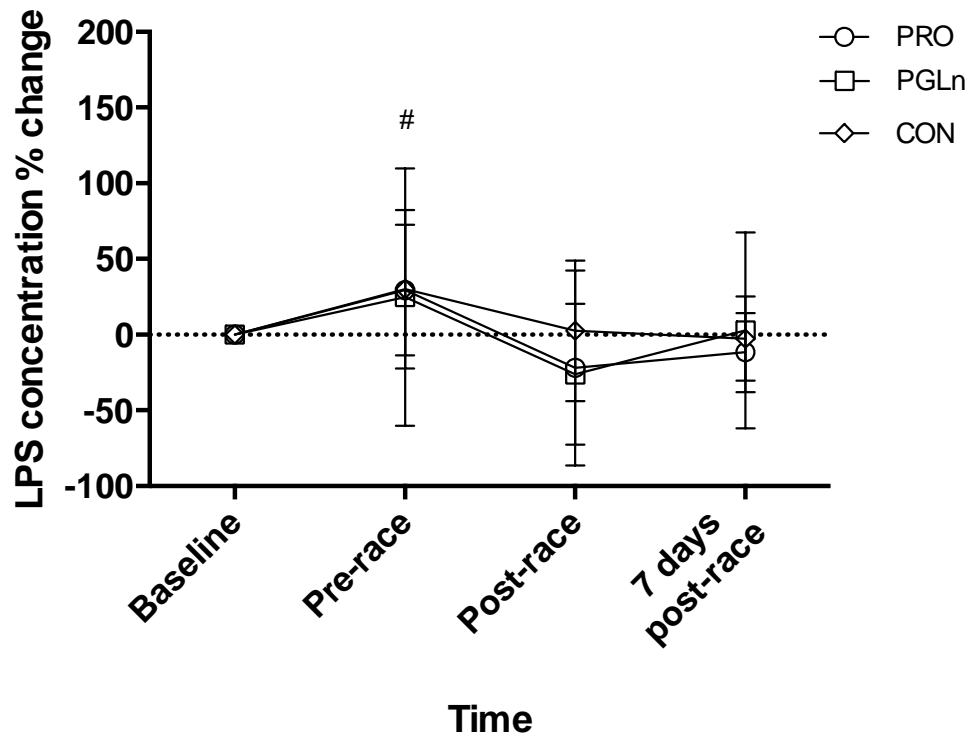 LPS concentration % change
200
150
100
50
0
-50
-100
#
PRO
PGLn
CON
Baseline
Pre-race
Post-race
7 days
post-race
Time